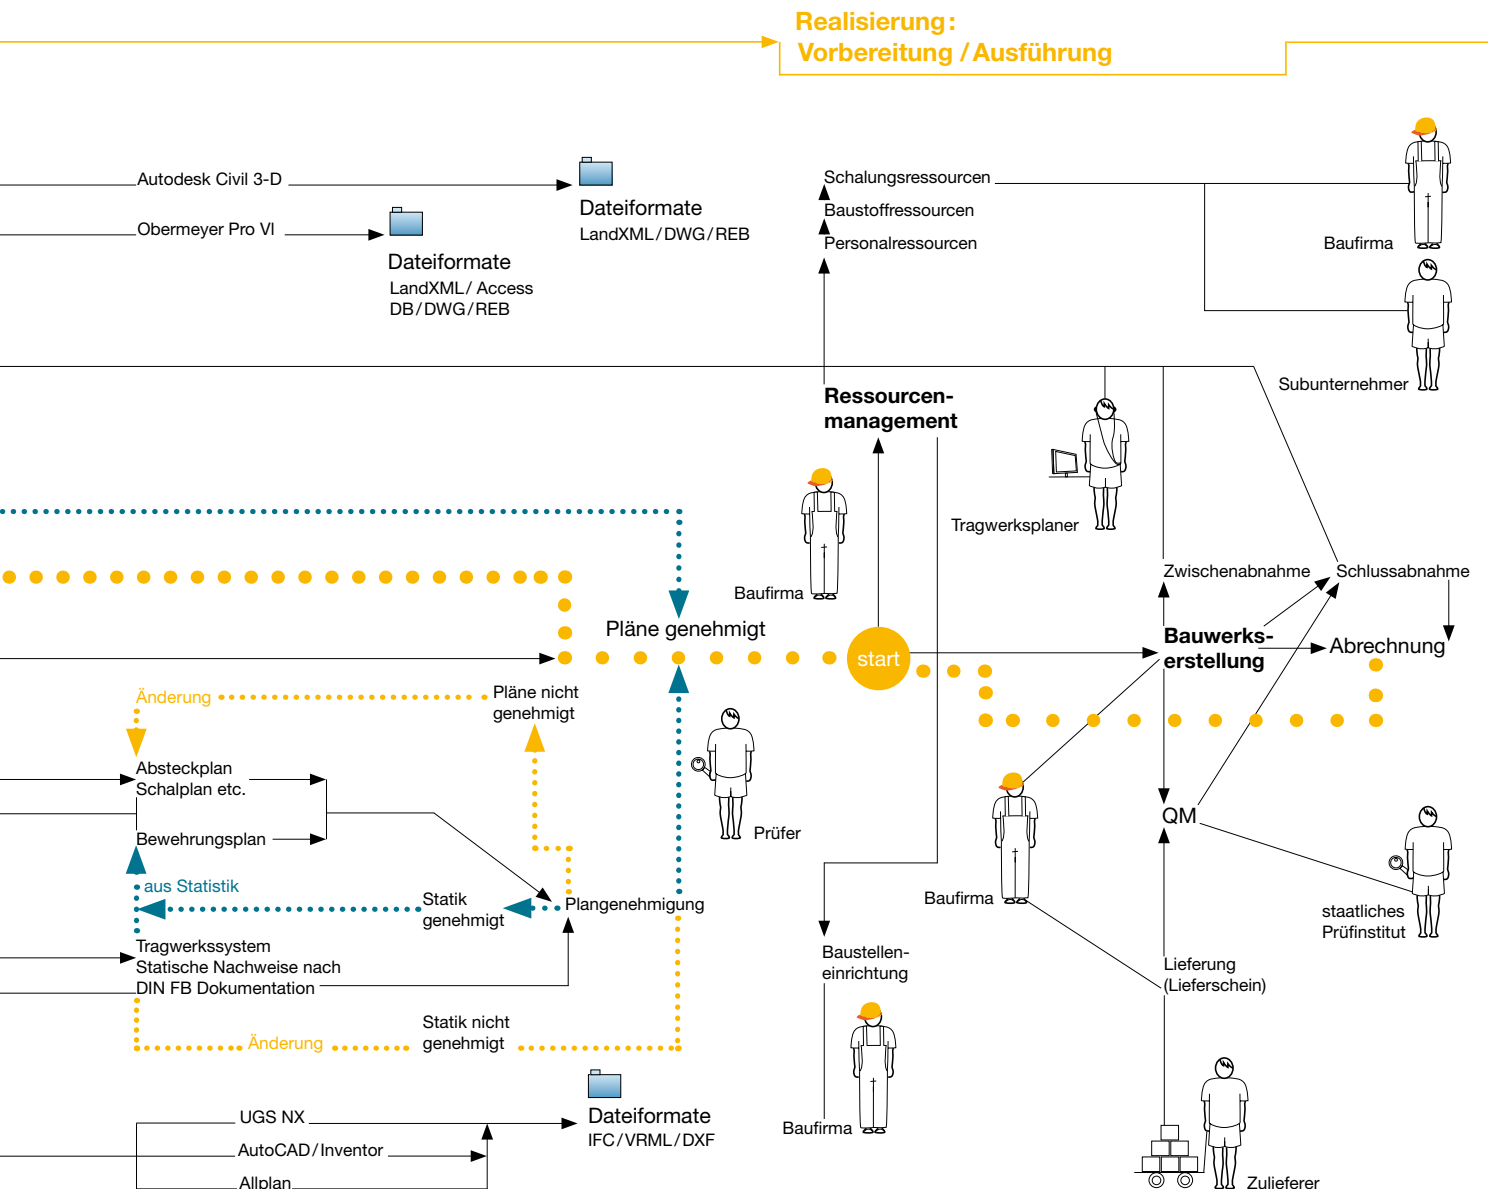 Realisierung:
Vorbereitung / Ausführung
Autodesk Civil 3-D
Obermeyer Pro VI
Dateiformate
LandXML / DWG / REB
Dateiformate
LandXML / Access
DB / DWG / REB
Schalungsressourcen
Baustoffressourcen
Personalressourcen
Baufirma
Subunternehmer
Ressourcen-
management
Tragwerksplaner
Baufirma
Zwischenabnahme
Schlussabnahme
Pläne genehmigt
start
Bauwerks-
erstellung
Abrechnung
Änderung
Pläne nicht
genehmigt
Absteckplan
Schalplan etc.
Bewehrungsplan
Prüfer
QM
aus Statistik
Statik
genehmigt
Plangenehmigung
Baufirma
staatliches
Prüfinstitut
Tragwerkssystem
Statische Nachweise nach
DIN FB Dokumentation
Baustellen-
einrichtung
Lieferung
(Lieferschein)
Änderung
Statik nicht
genehmigt
UGS NX
AutoCAD / Inventor
Allplan
Dateiformate
IFC / VRML / DXF
Baufirma
Zulieferer